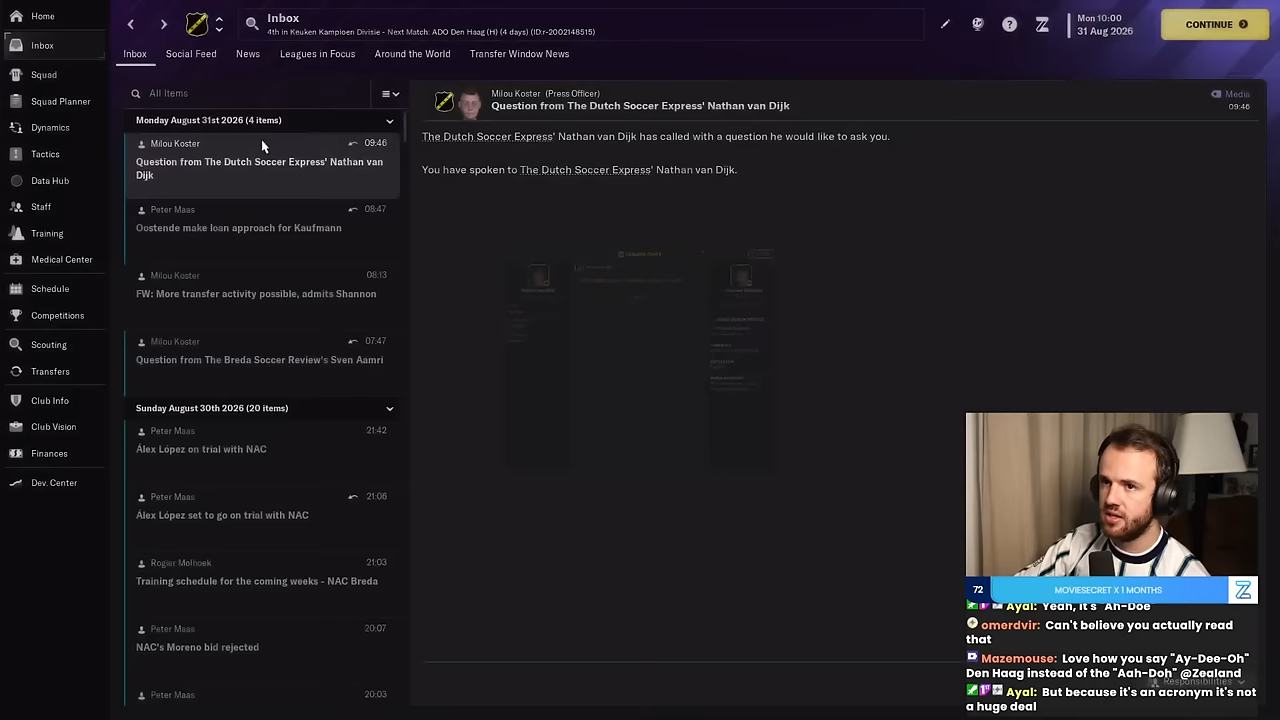 Home
Inbox
Squad
Squad Planner
Dynamics
Tactics
Data Hub
Staff
Training
Medical Center
Schedule
Competitions
Scouting
Transfers
Club Info
Club Vision
Finances
Dev. Center
Inbox
4th in Keuken Kampioen Divisie - Next Match: ADO Den Haag (H) (4 days) (ID:r-2002148515)
Mon 10:00
31 Aug 2026
CONTINUE
Inbox
Social Feed
News
Leagues in Focus
Around the World
Transfer Window News
All Items
Monday August 31st 2026 (4 items)
Milou Koster 09:46
Question from The Dutch Soccer Express' Nathan van
Dijk
Peter Maas 08:47
Oostende make loan approach for Kaufmann
Milou Koster 08:13
FW: More transfer activity possible, admits Shannon
Milou Koster 07:47
Question from The Breda Soccer Review's Sven Aamri
Sunday August 30th 2026 (20 items)
Peter Maas 21:42
Álex López on trial with NAC
Peter Maas 21:06
Álex López set to go on trial with NAC
Rogier Molhoek 21:03
Training schedule for the coming weeks - NAC Breda
Peter Maas 20:07
NAC's Moreno bid rejected
Peter Maas 20:03
Milou Koster (Press Officer)
Question from The Dutch Soccer Express' Nathan van Dijk
Media
09:46
The Dutch Soccer Express' Nathan van Dijk has called with a question he would like to ask you.
You have spoken to The Dutch Soccer Express' Nathan van Dijk.
72
MOVIESECRET X 1 MONTHS
Z
Ayal: Yeah, it's "Ah-Doe"
omerdvir: Can't believe you actually read
that
Mazemouse: Love how you say "Ay-Dee-Oh"
Den Haag instead of the "Aah-Doh" @Zealand
Responsibilities
Ayal: But because it's an acronym it's not
a huge deal